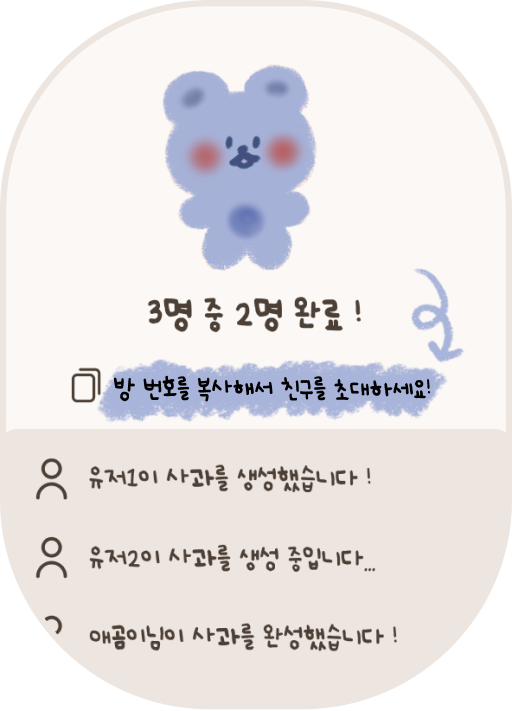 3명 중 2명 완료 !
방 번호를 복사해서 친구를 초대하세요!
유저1이 사과를 생성했습니다 !
유저2이 사과를 생성 중입니다...
애곰이님이 사과를 완성했습니다 !